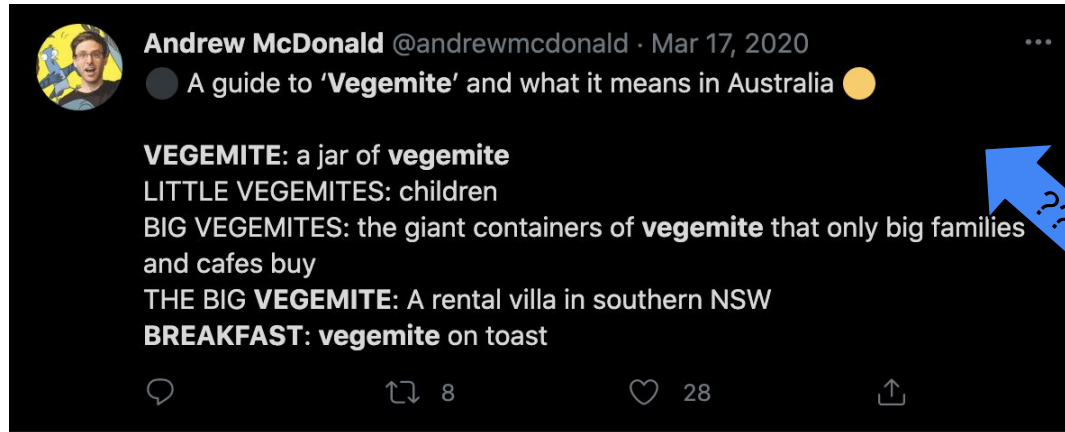 Andrew McDonald @andrewmcdonald · Mar 17, 2020
A guide to ‘Vegemite’ and what it means in Australia
VEGEMITE: a jar of vegemite
LITTLE VEGEMITES: children
BIG VEGEMITES: the giant containers of vegemite that only big families
and cafes buy
THE BIG VEGEMITE: A rental villa in southern NSW
BREAKFAST: vegemite on toast
8 28
??